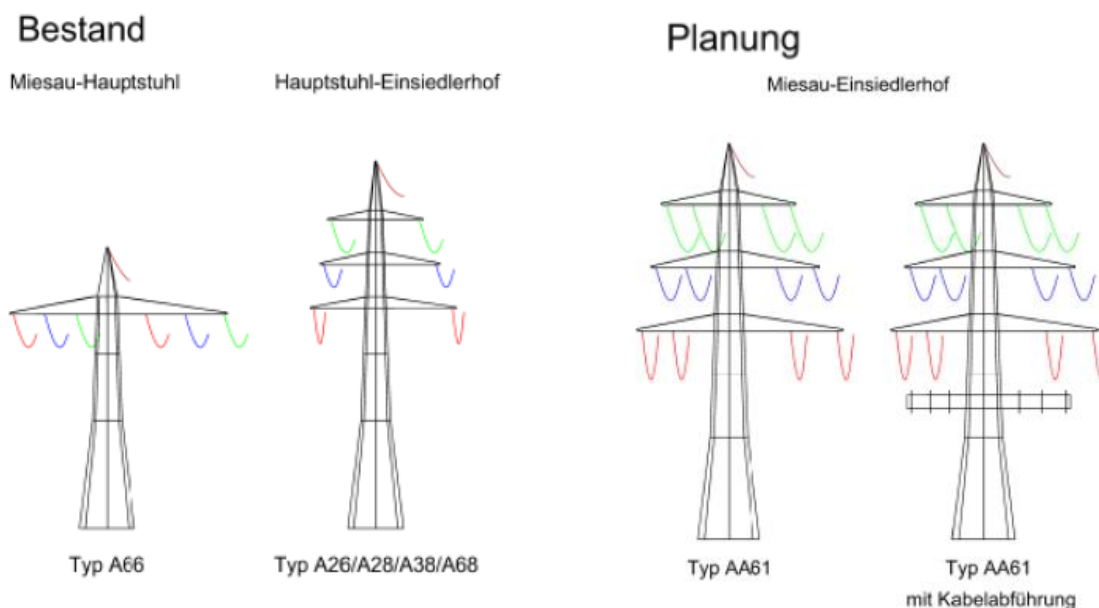 Bestand
Miesau-Hauptstuhl
Hauptstuhl-Einsiedlerhof
Typ A66
Typ A26/A28/A38/A68
Planung
Miesau-Einsiedlerhof
Typ AA61
Typ AA61
mit Kabelabführung